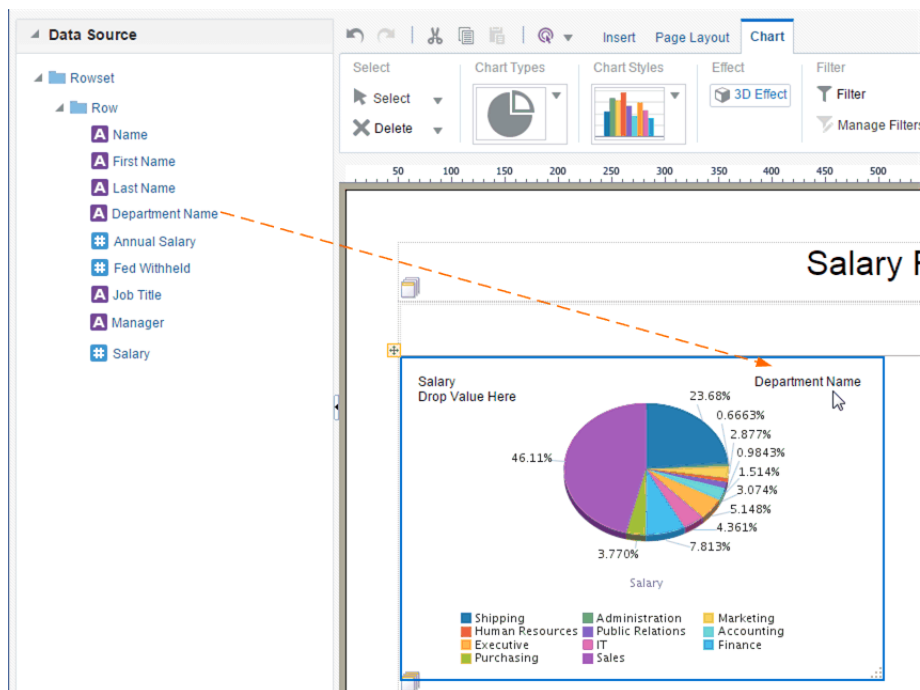 Data Source
Rowset
Row
Name
First Name
Last Name
Department Name
Annual Salary
Fed Withheld
Job Title
Manager
Salary
Insert Page Layout Chart
Select Chart Types Chart Styles Effect Filter
Select
Delete
3D Effect
Filter
Manage Filters
50 100 150 200 250 300 350 400 450 500
Salary
Salary
Drop Value Here
Department Name
23.68%
0.6663%
2.877%
0.9843%
1.514%
3.074%
5.148%
4.361%
7.813%
3.770%
46.11%
Salary
Shipping Administration Marketing
Human Resources Public Relations Accounting
Executive IT Finance
Purchasing Sales